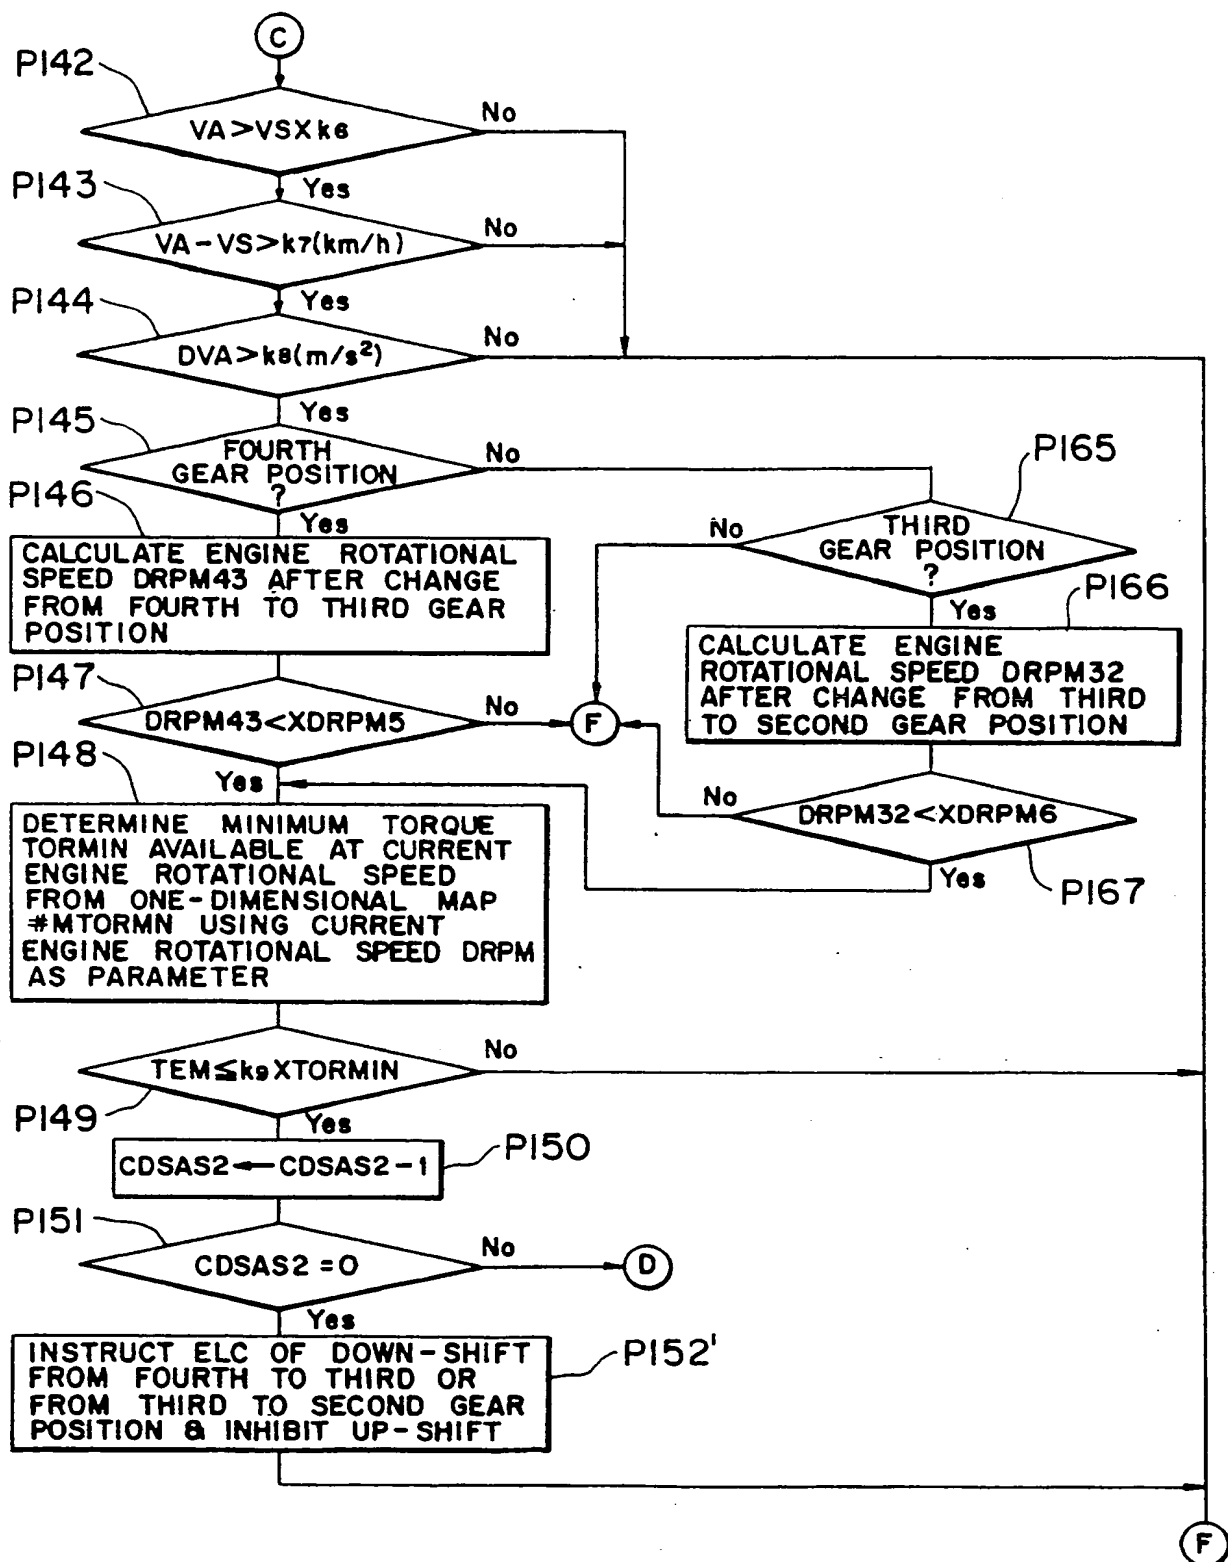 C
P142
VA>VSXk6
No
Yes
P143
VA-VS>k7(km/h)
No
Yes
P144
DVA>k8(m/s²)
No
Yes
P145
FOURTH
GEAR POSITION
?
No
Yes
P165
THIRD
GEAR POSITION
?
No
Yes
P146
CALCULATE ENGINE ROTATIONAL
SPEED DRPM43 AFTER CHANGE
FROM FOURTH TO THIRD GEAR
POSITION
P166
CALCULATE ENGINE
ROTATIONAL SPEED DRPM32
AFTER CHANGE FROM THIRD
TO SECOND GEAR POSITION
P147
DRPM43<XDRPM5
No
F
Yes
P167
DRPM32<XDRPM6
No
Yes
P148
DETERMINE MINIMUM TORQUE
TORMIN AVAILABLE AT CURRENT
ENGINE ROTATIONAL SPEED
FROM ONE-DIMENSIONAL MAP
#MTORMN USING CURRENT
ENGINE ROTATIONAL SPEED DRPM
AS PARAMETER
TEM≦k9XTORMIN
No
P149
Yes
P150
CDSAS2←CDSAS2-1
P151
CDSAS2=0
No
D
Yes
P152'
INSTRUCT ELC OF DOWN-SHIFT
FROM FOURTH TO THIRD OR
FROM THIRD TO SECOND GEAR
POSITION & INHIBIT UP-SHIFT
F